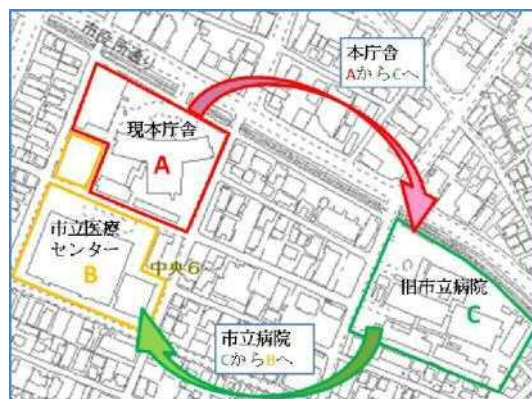 市役所通り
本庁舎
AからCへ
現本庁舎
A
市立医療
センター
B
中央6
旧市立病院
C
市立病院
CからBへ